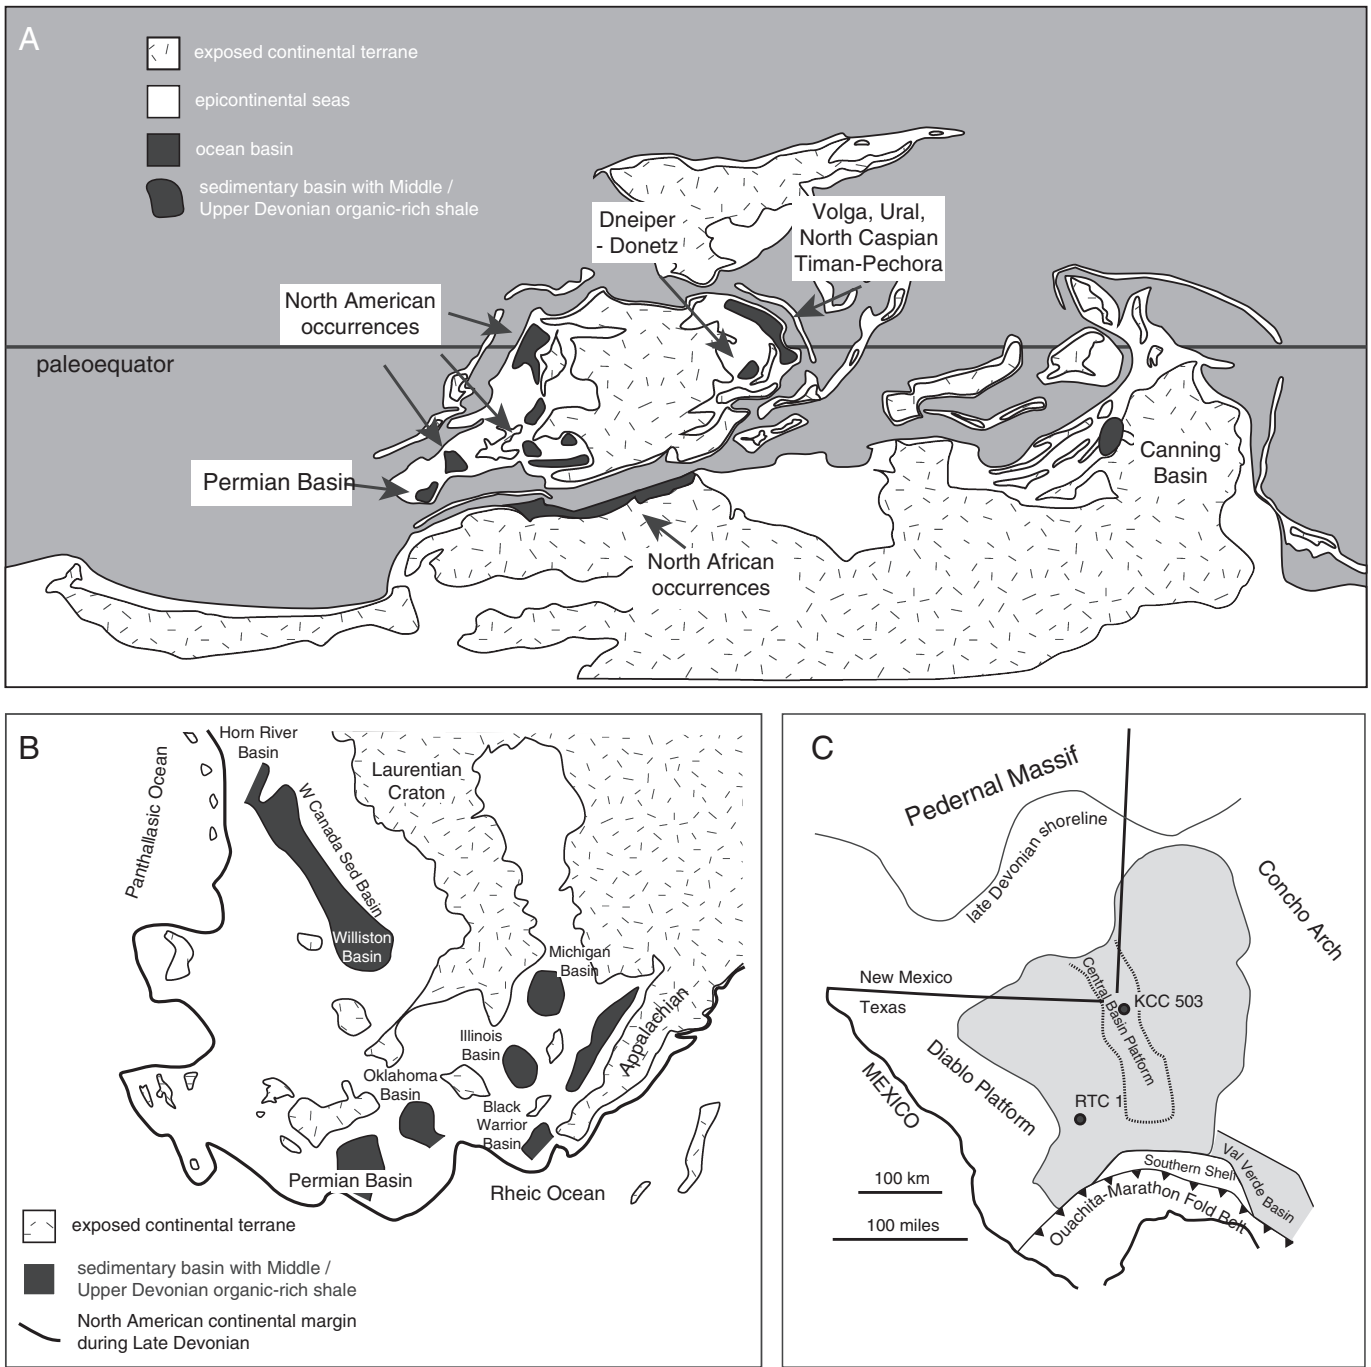 A
exposed continental terrane
epicontinental seas
ocean basin
sedimentary basin with Middle /
Upper Devonian organic-rich shale
Dneiper
- Donetz
Volga, Ural,
North Caspian
Timan-Pechora
North American
occurrences
paleoequator
Permian Basin
Canning
Basin
North African
occurrences
B
Horn River
Basin
Panthallasic Ocean
W Canada Sed Basin
Laurentian
Craton
Williston
Basin
Michigan
Basin
Appalachian
Illinois
Basin
Oklahoma
Basin
Black
Warrior
Basin
Permian Basin
Rheic Ocean
exposed continental terrane
sedimentary basin with Middle /
Upper Devonian organic-rich shale
North American continental margin
during Late Devonian
C
Pedernal Massif
late Devonian shoreline
Concho Arch
New Mexico
Texas
Central Basin Platform
KCC 503
Diablo Platform
MEXICO
RTC 1
Southern Shelf
Val Verde Basin
Ouachita-Marathon Fold Belt
100 km
100 miles